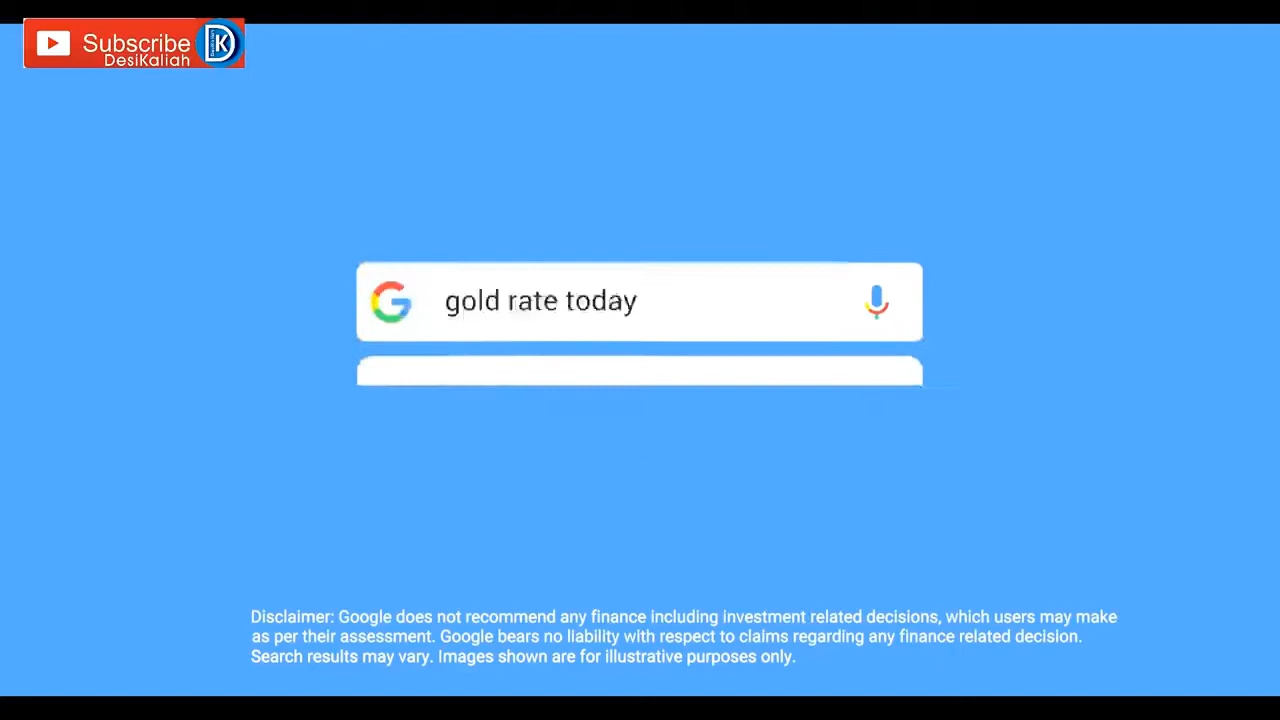 Subscribe
DesiKaliah
DK
gold rate today
Disclaimer: Google does not recommend any finance including investment related decisions, which users may make
as per their assessment. Google bears no liability with respect to claims regarding any finance related decision.
Search results may vary. Images shown are for illustrative purposes only.